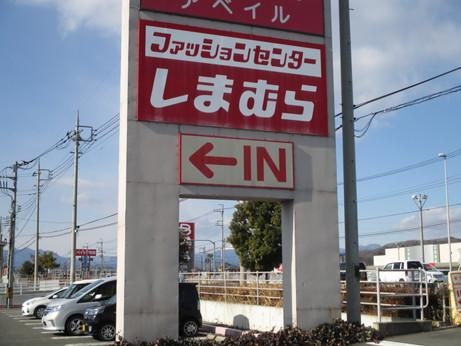 アベイル
ファッションセンター
しまむら
←IN